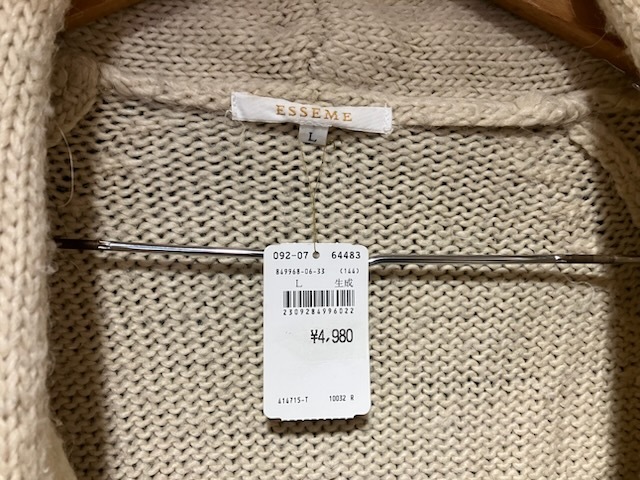 ESSEME
L
092-07 64483
849968-06-33 (144)
L 生成
2309284996022
¥4,980
414715-T 10032 R